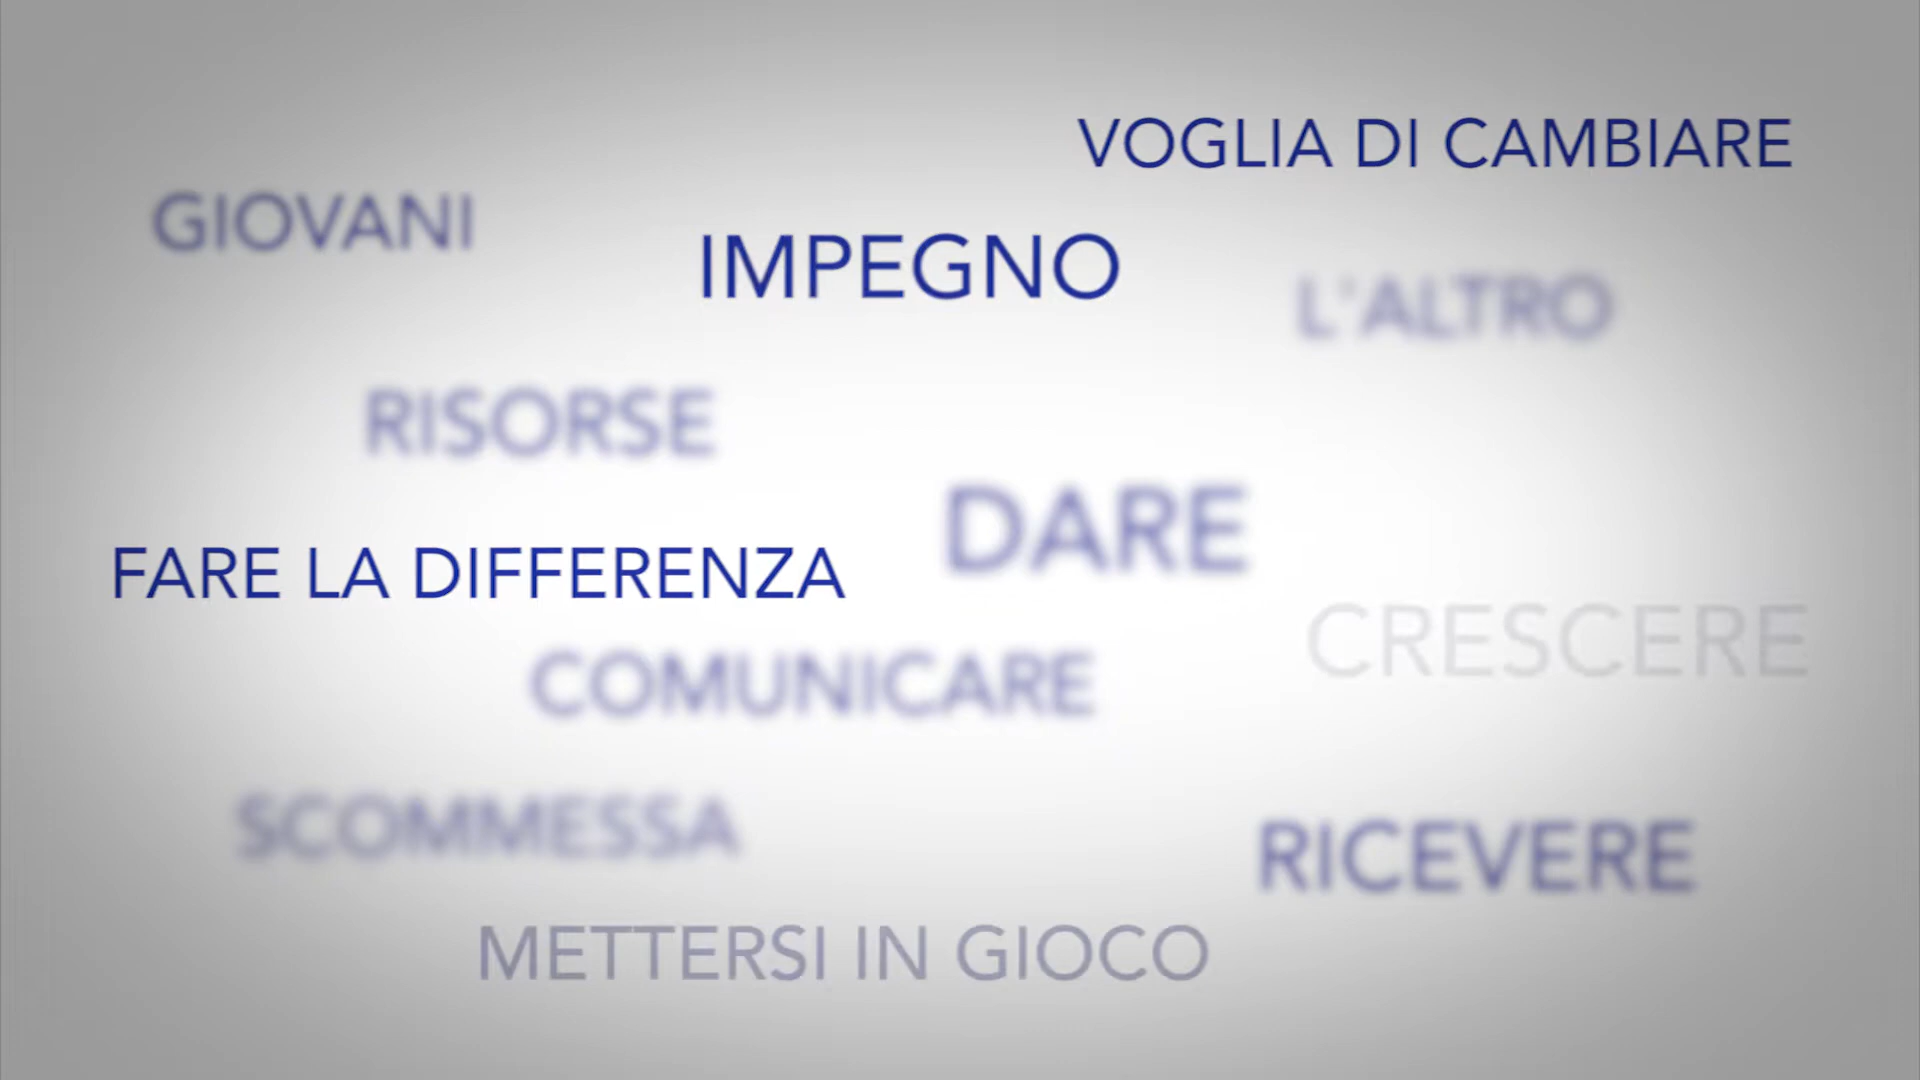 VOGLIA DI CAMBIARE
GIOVANI
IMPEGNO
L'ALTRO
RISORSE
DARE
FARE LA DIFFERENZA
CRESCERE
COMUNICARE
SCOMMESSA
RICEVERE
METTERSI IN GIOCO